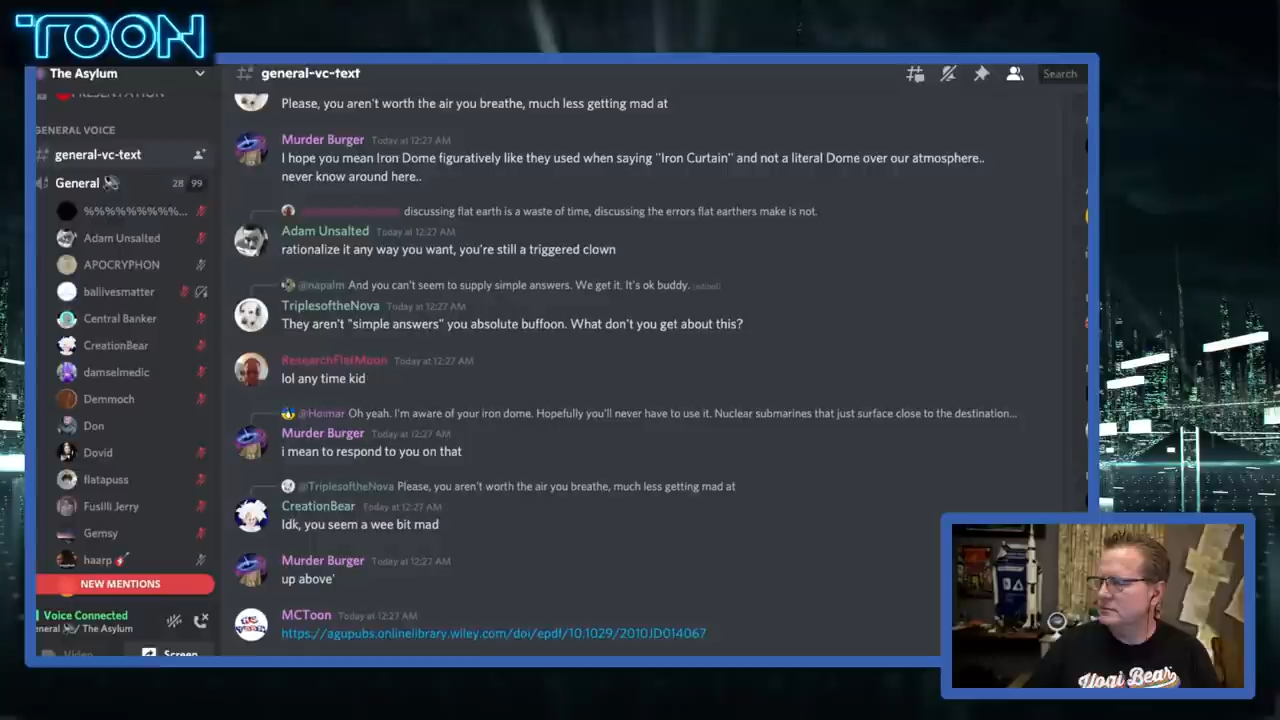 TOON
The Asylum
general-vc-text
Search
PRESENTATION
GENERAL VOICE
general-vc-text
General
28 99
%%%%%%%%%...
Adam Unsalted
APOCRYPHON
ballivesmatter
Central Banker
CreationBear
damselmedic
Demmoch
Don
Dovid
flatapuss
Fusilli Jerry
Gemsy
haarp
NEW MENTIONS
Voice Connected
eneral / The Asylum
Video
Screen
Please, you aren't worth the air you breathe, much less getting mad at
Murder Burger Today at 12:27 AM
I hope you mean Iron Dome figuratively like they used when saying "Iron Curtain" and not a literal Dome over our atmosphere..
never know around here..
discussing flat earth is a waste of time, discussing the errors flat earthers make is not.
Adam Unsalted Today at 12:27 AM
rationalize it any way you want, you're still a triggered clown
@napalm And you can't seem to supply simple answers. We get it. It's ok buddy. (edited)
TriplesoftheNova Today at 12:27 AM
They aren't "simple answers" you absolute buffoon. What don't you get about this?
ResearchFlatMoon Today at 12:27 AM
lol any time kid
Oh yeah. I'm aware of your iron dome. Hopefully you'll never have to use it. Nuclear submarines that just surface close to the destination...
Murder Burger Today at 12:27 AM
i mean to respond to you on that
@TriplesoftheNova Please, you aren't worth the air you breathe, much less getting mad at
CreationBear Today at 12:27 AM
Idk, you seem a wee bit mad
Murder Burger Today at 12:27 AM
up above'
MCToon Today at 12:27 AM
https://agupubs.onlinelibrary.wiley.com/doi/epdf/10.1029/2010JD014067
Yogi Bear